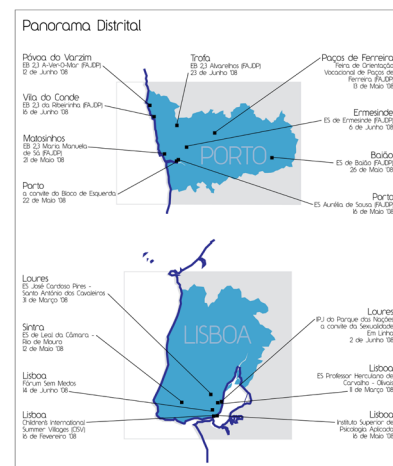 Panorama Distrital
Póvoa do Varzim
EB 2,3 A-Ver-O-Mar (FAJDP)
12 de Junho '08
Vila do Conde
EB 2,3 da Ribeirinha (FAJDP)
16 de Junho '08
Matosinhos
EB 2,3 Maria Manuela
de Sá (FAJDP)
21 de Maio '08
Porto
a convite do Bloco de Esquerda
22 de Maio '08
Trofa
EB 2,3 Alvarelhos (FAJDP)
23 de Junho '08
Paços de Ferreira
Feira de Orientação
Vocacional de Paços de
Ferreira (FAJDP)
13 de Maio '08
Ermesinde
ES de Ermesinde (FAJDP)
6 de Junho '08
Baião
ES de Baião (FAJDP)
26 de Maio '08
Porto
ES Aurélia de Sousa (FAJDP)
16 de Maio '08
PORTO
Loures
ES José Cardoso Pires -
Santo António dos Cavaleiros
31 de Março '08
Sintra
ES de Leal da Câmara -
Rio de Mouro
12 de Maio '08
Lisboa
Fórum Sem Medos
14 de Junho '08
Lisboa
Children's International
Summer Villages (CISV)
16 de Fevereiro '08
LISBOA
Loures
IPJ do Parque das Nações
a convite da Sexualidade
Em Linha
2 de Junho '08
Lisboa
ES Professor Herculano de
Carvalho - Olivais
11 de Março '08
Lisboa
Instituto Superior de
Psicologia Aplicada
16 de Maio '08